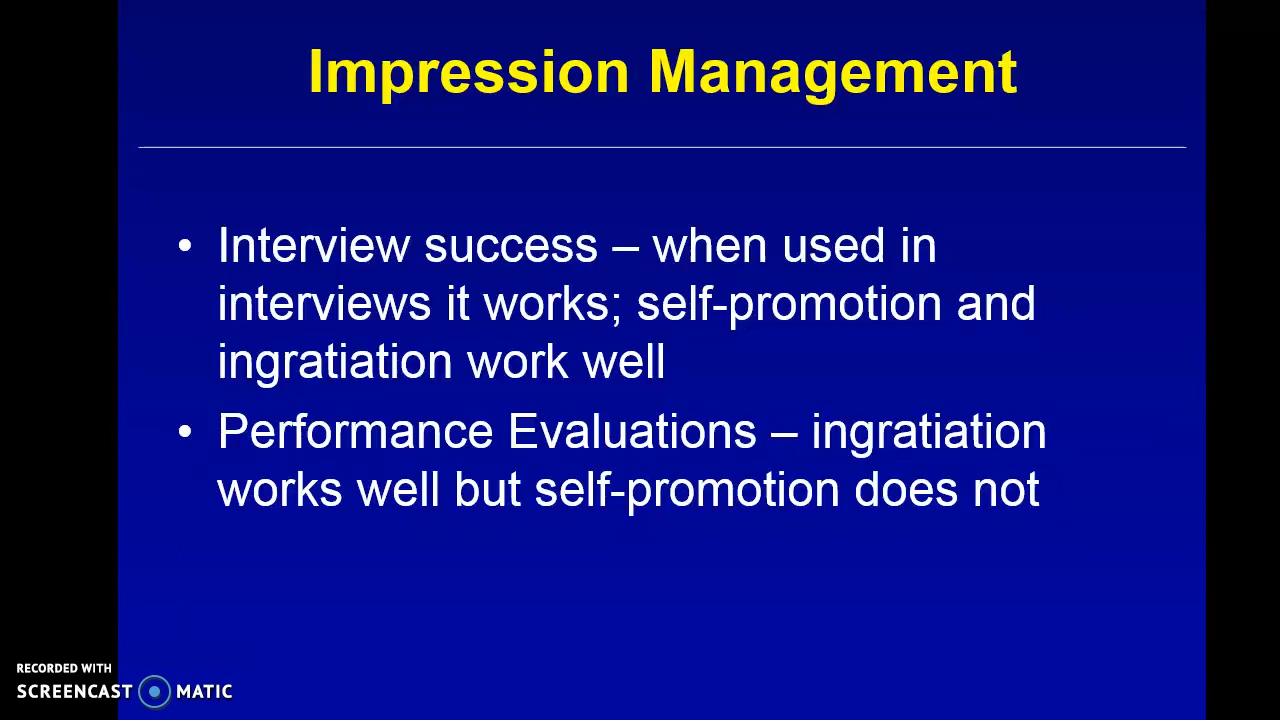 Impression Management
• Interview success – when used in
interviews it works; self-promotion and
ingratiation work well
• Performance Evaluations – ingratiation
works well but self-promotion does not
RECORDED WITH
SCREENCAST MATIC